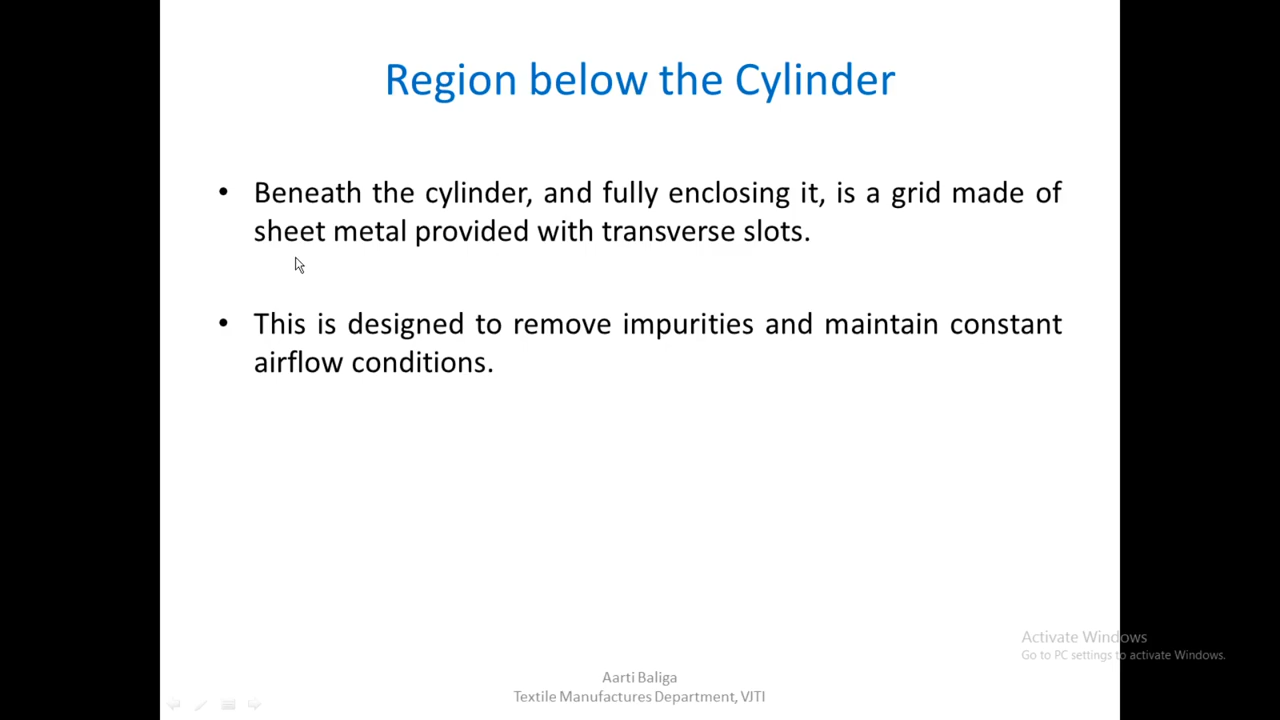 Region below the Cylinder
• Beneath the cylinder, and fully enclosing it, is a grid made of
sheet metal provided with transverse slots.
• This is designed to remove impurities and maintain constant
airflow conditions.
Activate Windows
Go to PC settings to activate Windows.
Aarti Baliga
Textile Manufactures Department, VJTI